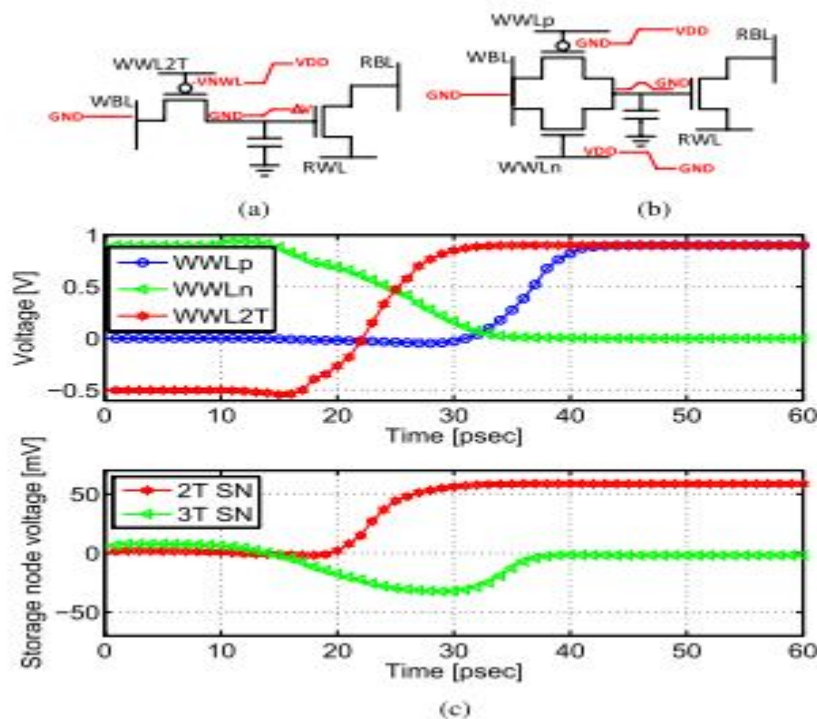 WWL2T
VDD
VNWL
RBL
WBL
GND
GND
RWL
(a)
WWLp
VDD
GND
RBL
WBL
GND
GND
RWL
WWLn
VDD
GND
(b)
Voltage [V]
1
0.5
0
−0.5
WWLp
WWLn
WWL2T
0 10 20 30 40 50 60
Time [psec]
Storage node voltage [mV]
50
0
−50
2T SN
3T SN
0 10 20 30 40 50 60
Time [psec]
(c)